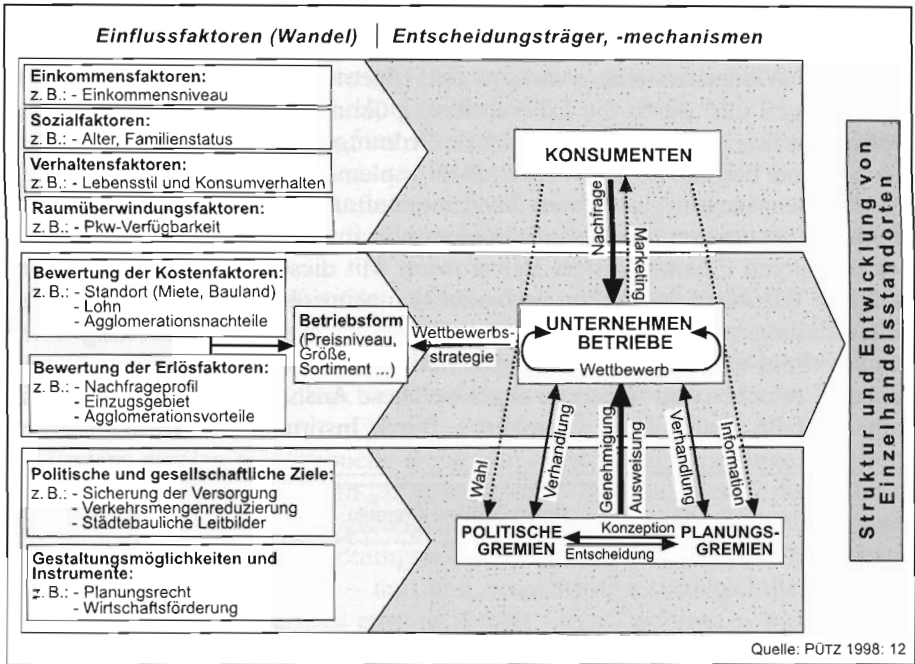 Einflussfaktoren (Wandel) | Entscheidungsträger, -mechanismen
Einkommensfaktoren:
z. B.: - Einkommensniveau
Sozialfaktoren:
z. B.: - Alter, Familienstatus
Verhaltensfaktoren:
z. B.: - Lebensstil und Konsumverhalten
Raumüberwindungsfaktoren:
z. B.: - Pkw-Verfügbarkeit
KONSUMENTEN
Nachfrage
Marketing
Bewertung der Kostenfaktoren:
z. B.: - Standort (Miete, Bauland)
- Lohn
- Agglomerationsnachteile
Bewertung der Erlösfaktoren:
z. B.: - Nachfrageprofil
- Einzugsgebiet
- Agglomerationsvorteile
Betriebsform
(Preisniveau,
Größe,
Sortiment ...)
Wettbewerbs-
strategie
UNTERNEHMEN
BETRIEBE
Wettbewerb
Wahl
Verhandlung
Genehmigung
Ausweisung
Verhandlung
Information
Politische und gesellschaftliche Ziele:
z. B.: - Sicherung der Versorgung
- Verkehrsmengenreduzierung
- Städtebauliche Leitbilder
Gestaltungsmöglichkeiten und
Instrumente:
z. B.: - Planungsrecht
- Wirtschaftsförderung
POLITISCHE
GREMIEN
Konzeption
Entscheidung
PLANUNGS-
GREMIEN
Struktur und Entwicklung von
Einzelhandelsstandorten
Quelle: PÜTZ 1998: 12